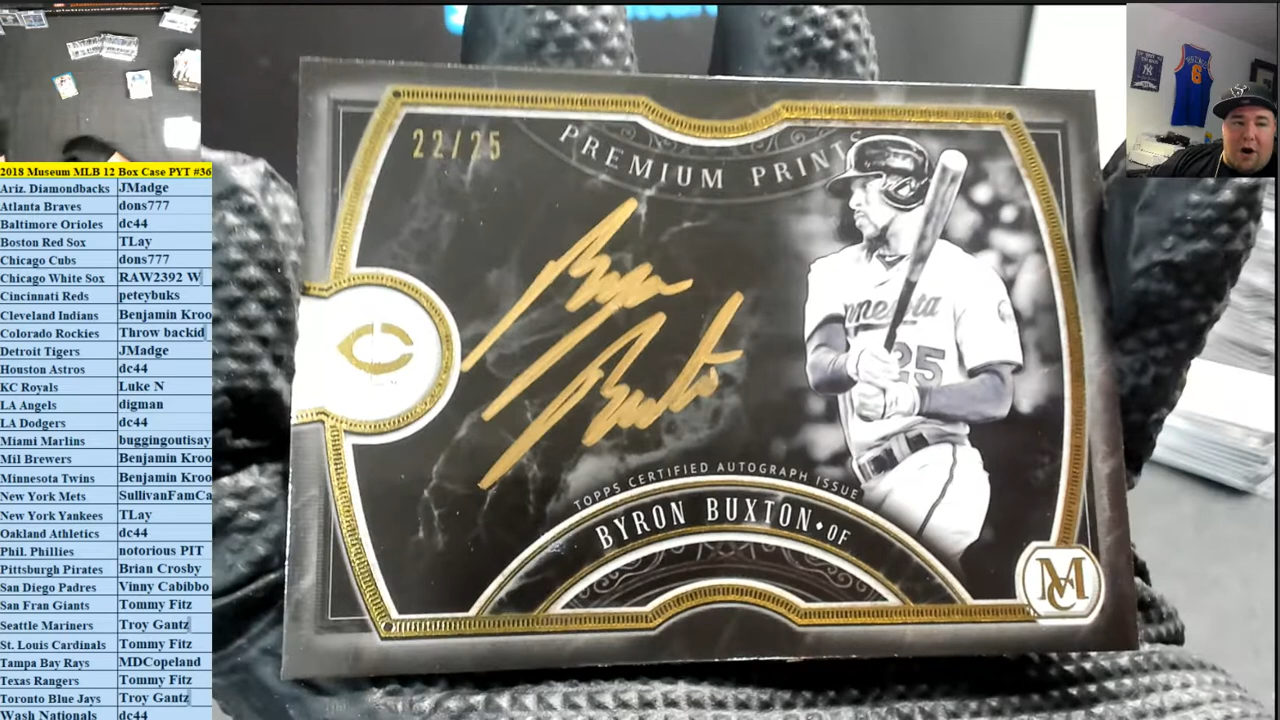 2018 Museum MLB 12 Box Case PYT #36
Ariz. Diamondbacks JMadge
Atlanta Braves dons777
Baltimore Orioles dc44
Boston Red Sox TLay
Chicago Cubs dons777
Chicago White Sox RAW2392 W
Cincinnati Reds peteybuks
Cleveland Indians Benjamin Kroo
Colorado Rockies Throw backid
Detroit Tigers JMadge
Houston Astros dc44
KC Royals Luke N
LA Angels digman
LA Dodgers dc44
Miami Marlins buggingoutisay
Mil Brewers Benjamin Kroo
Minnesota Twins Benjamin Kroo
New York Mets SullivanFamCa
New York Yankees TLay
Oakland Athletics dc44
Phil. Phillies notorious PIT
Pittsburgh Pirates Brian Crosby
San Diego Padres Vinny Cabibbo
San Fran Giants Tommy Fitz
Seattle Mariners Troy Gantz
St. Louis Cardinals Tommy Fitz
Tampa Bay Rays MDCopeland
Texas Rangers Tommy Fitz
Toronto Blue Jays Troy Gantz
Wash Nationals dc44
22/25
PREMIUM PRINTS
Byron
Buxton
C
Minnesota
25
TOPPS CERTIFIED AUTOGRAPH ISSUE
BYRON BUXTON • OF
MC
6